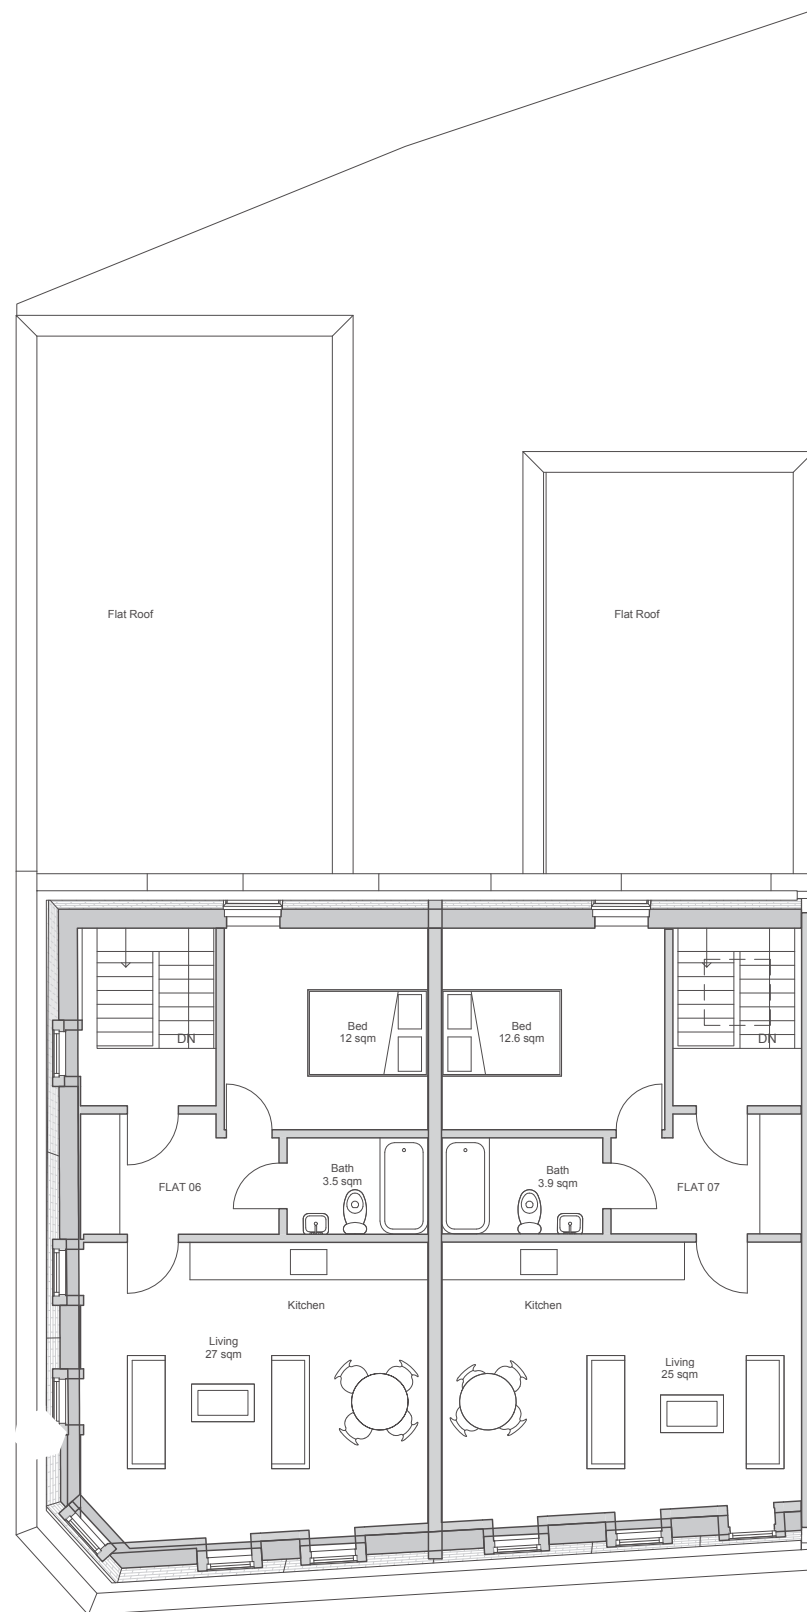 Flat Roof
Flat Roof
Bed
12 sqm
Bed
12.6 sqm
DN
DN
Bath
3.5 sqm
Bath
3.9 sqm
FLAT 06
FLAT 07
Kitchen
Kitchen
Living
27 sqm
Living
25 sqm